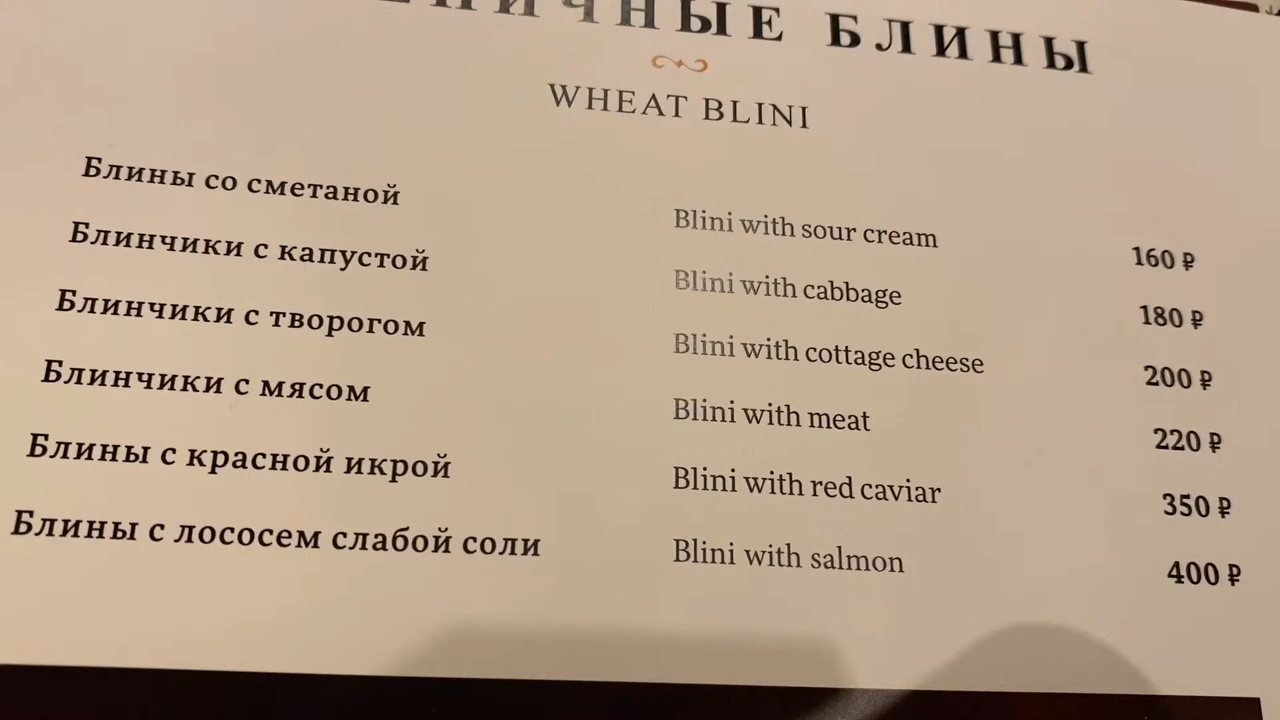 БЛИНЫ
WHEAT BLINI
Блины со сметаной Blini with sour cream 160 ₽
Блинчики с капустой Blini with cabbage 180 ₽
Блинчики с творогом Blini with cottage cheese 200 ₽
Блинчики с мясом Blini with meat 220 ₽
Блины с красной икрой Blini with red caviar 350 ₽
Блины с лососем слабой соли Blini with salmon 400 ₽